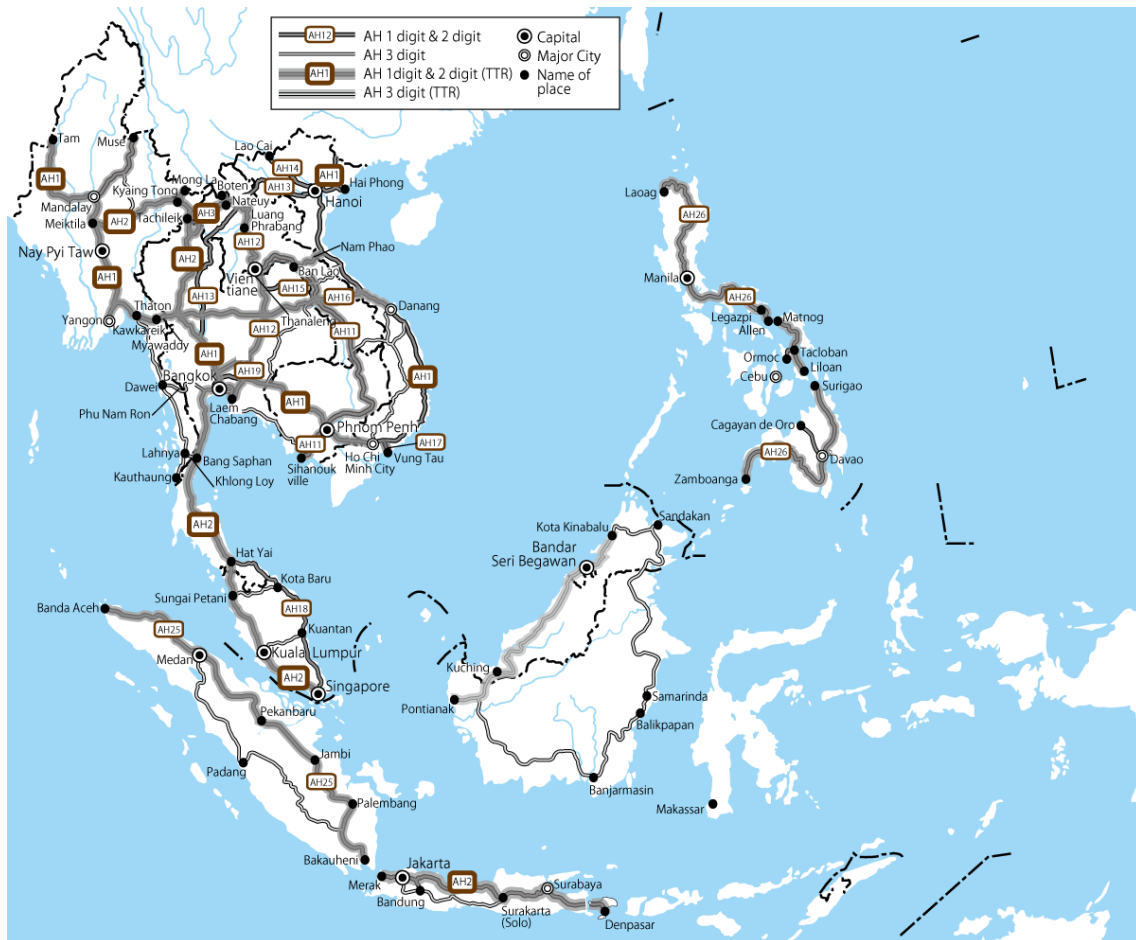 AH12
AH 1 digit & 2 digit
AH 3 digit
AH1
AH 1digit & 2 digit (TTR)
AH 3 digit (TTR)
Capital
Major City
Name of
place
Tam
Muse
Lao Cai
AH14
AH1
AH13
Hai Phong
Hanoi
AH1
Mong La
Boten
Kyaing Tong
Nateuy
Mandalay
AH2
Tachileik
AH3
Luang
Phrabang
Meiktila
AH12
Nay Pyi Taw
AH2
Nam Phao
AH1
Vien
tiane
Ban Lao
AH15
AH13
AH16
Thaton
Danang
Yangon
Thanaleng
Kawkareik
AH12
AH11
Myawaddy
AH1
AH19
Bangkok
AH1
Dawei
Laem
Chabang
AH1
Phu Nam Ron
Phnom Penh
AH11
AH17
Lahnya
Bang Saphan
Sihanouk
ville
Ho Chi
Minh City
Vung Tau
Kauthaung
Khlong Loy
AH2
Hat Yai
Kota Baru
Sungai Petani
AH18
Kuantan
Kuala Lumpur
AH2
Singapore
Banda Aceh
AH25
Medan
Pekanbaru
Jambi
Padang
AH25
Palembang
Bakauheni
Merak
Jakarta
AH2
Bandung
Surakarta
(Solo)
Surabaya
Denpasar
Laoag
AH26
Manila
AH26
Legazpi
Allen
Matnog
Ormoc
Tacloban
Cebu
Liloan
Surigao
Cagayan de Oro
AH26
Davao
Zamboanga
Sandakan
Kota Kinabalu
Bandar
Seri Begawan
Kuching
Pontianak
Samarinda
Balikpapan
Banjarmasin
Makassar